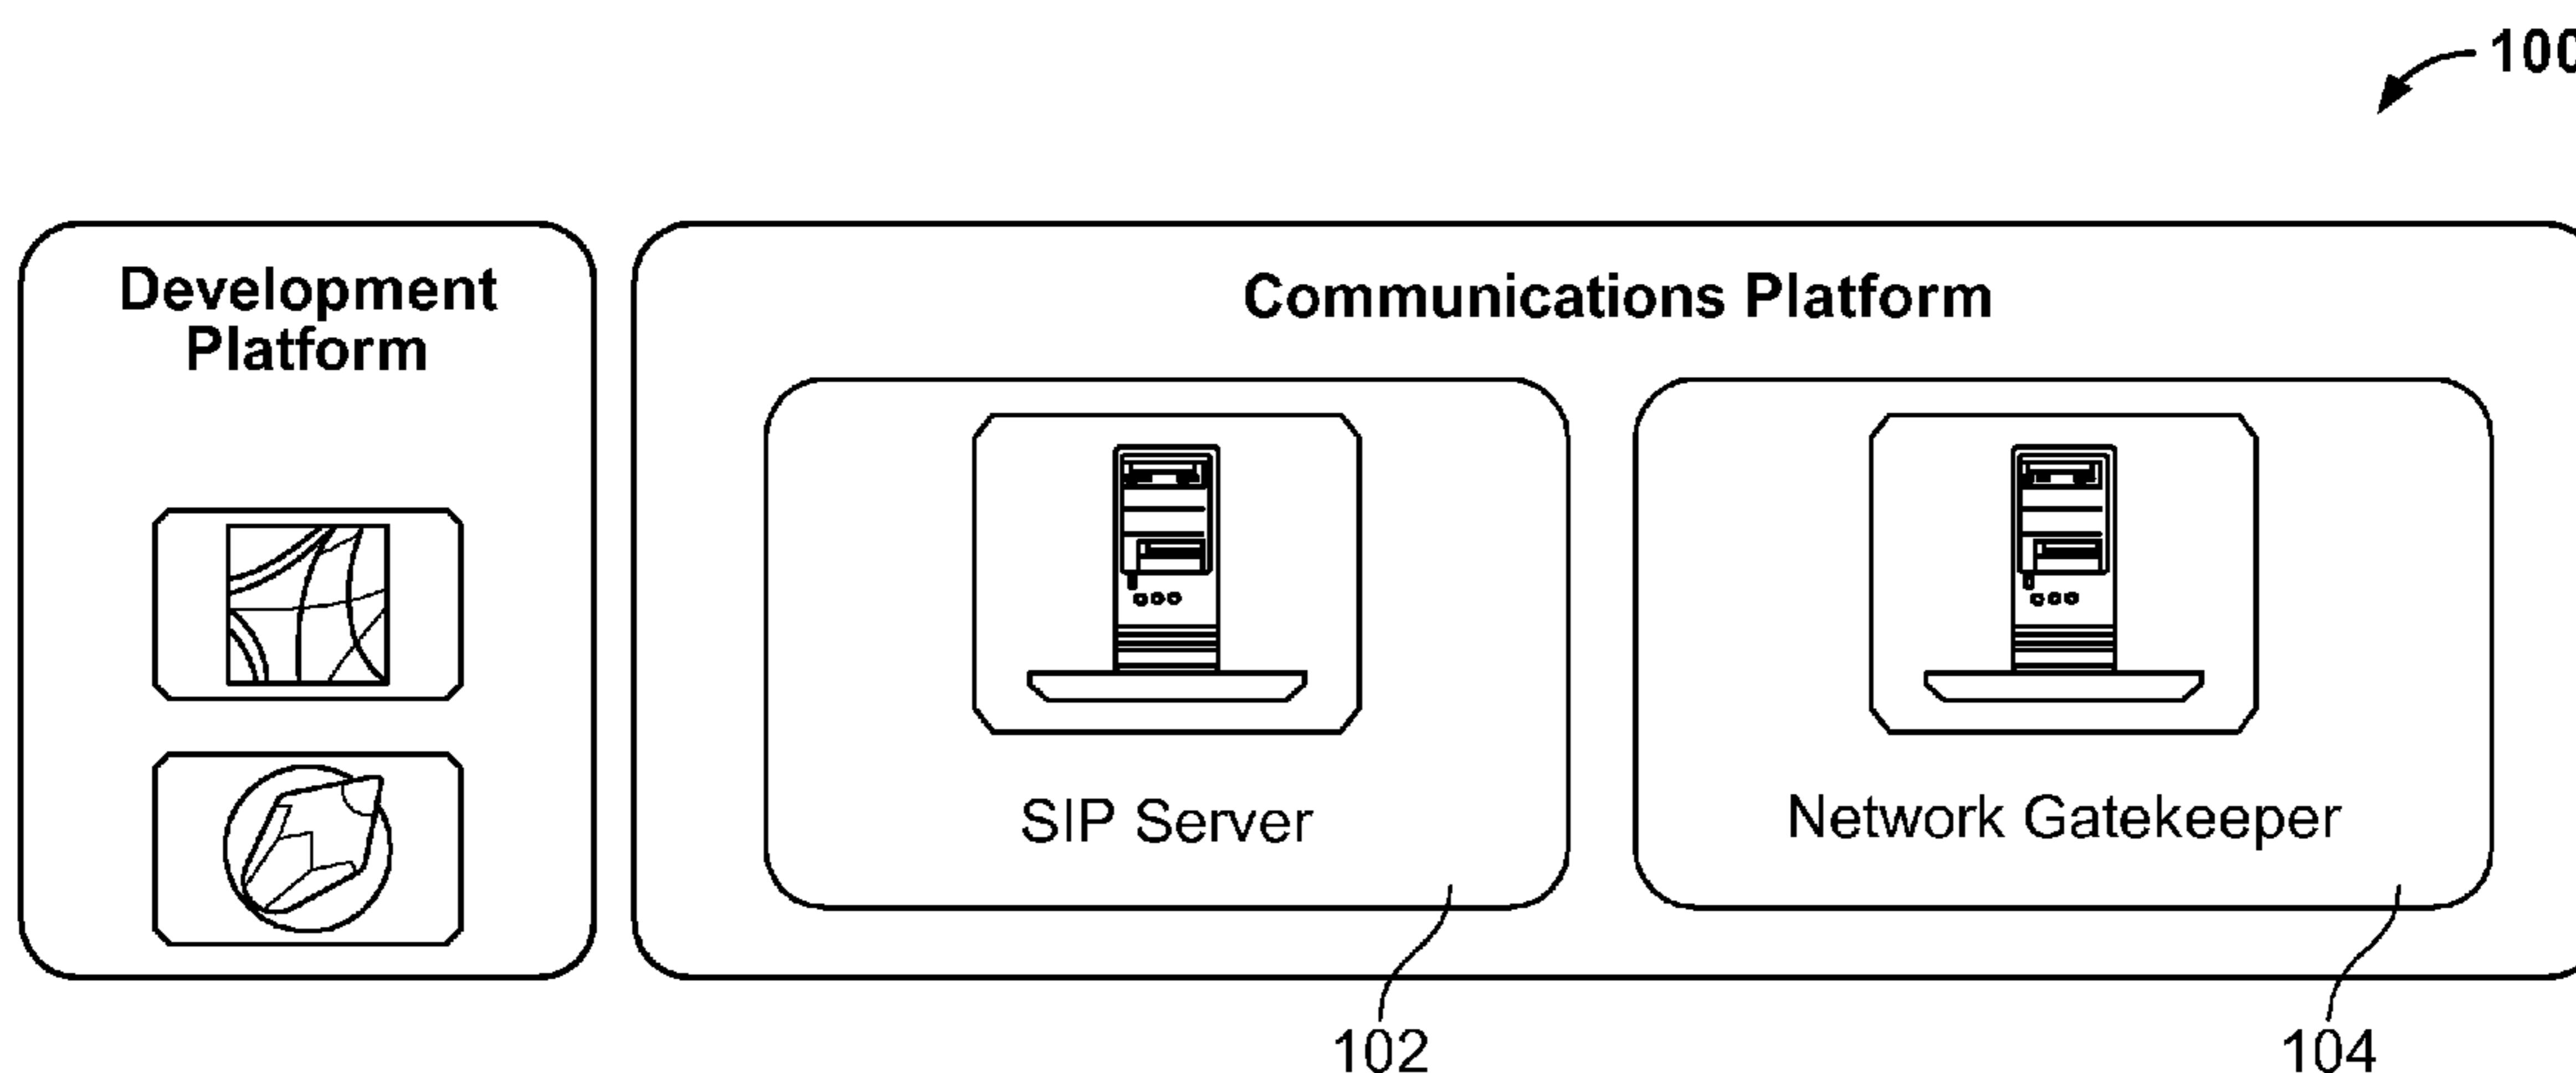 100
Development
Platform
Communications Platform
SIP Server
Network Gatekeeper
102
104